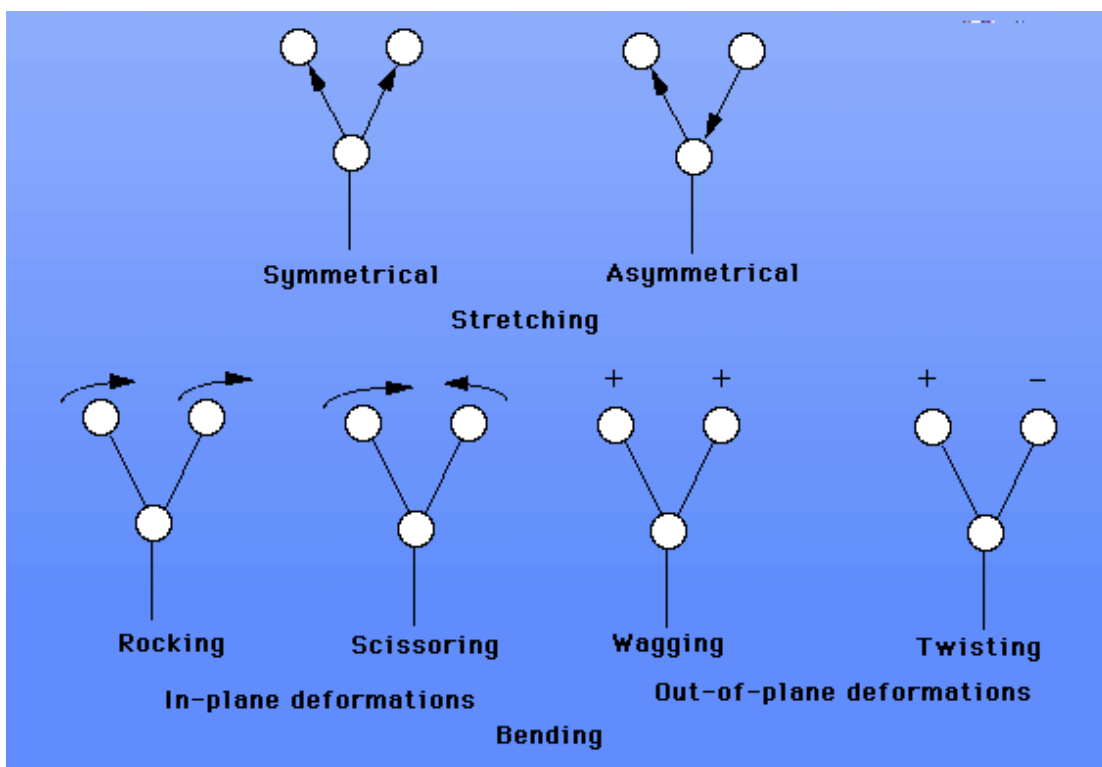 Symmetrical
Asymmetrical
Stretching
+ + + −
Rocking
Scissoring
Wagging
Twisting
In-plane deformations
Out-of-plane deformations
Bending